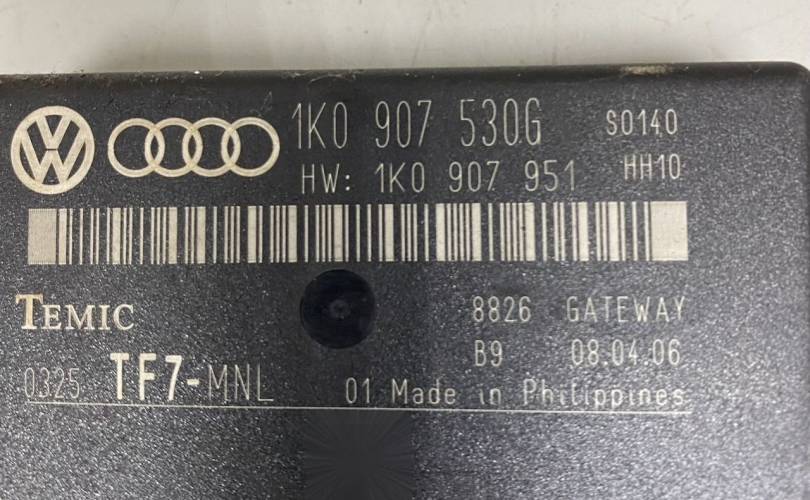 1K0 907 530G S0140
HW: 1K0 907 951 HH10
TEMIC 8826 GATEWAY
B9 08.04.06
0325 TF7-MNL 01 Made in Philippines